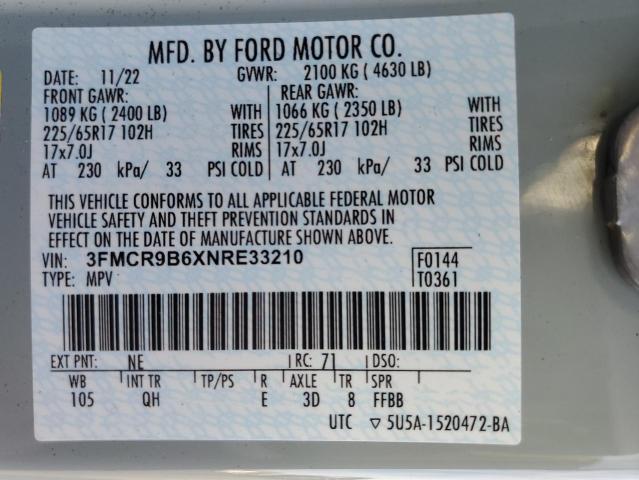 MFD. BY FORD MOTOR CO.
DATE: 11/22 GVWR: 2100 KG ( 4630 LB)
FRONT GAWR: REAR GAWR:
1089 KG ( 2400 LB) WITH 1066 KG ( 2350 LB) WITH
225/65R17 102H TIRES 225/65R17 102H TIRES
17x7.0J RIMS 17x7.0J RIMS
AT 230 kPa/ 33 PSI COLD AT 230 kPa/ 33 PSI COLD
THIS VEHICLE CONFORMS TO ALL APPLICABLE FEDERAL MOTOR
VEHICLE SAFETY AND THEFT PREVENTION STANDARDS IN
EFFECT ON THE DATE OF MANUFACTURE SHOWN ABOVE.
VIN: 3FMCR9B6XNRE33210 F0144
TYPE: MPV T0361
EXT PNT: NE RC: 71 DSO:
WB INT TR TP/PS R AXLE TR SPR
105 QH E 3D 8 FFBB
UTC ▽ 5U5A-1520472-BA